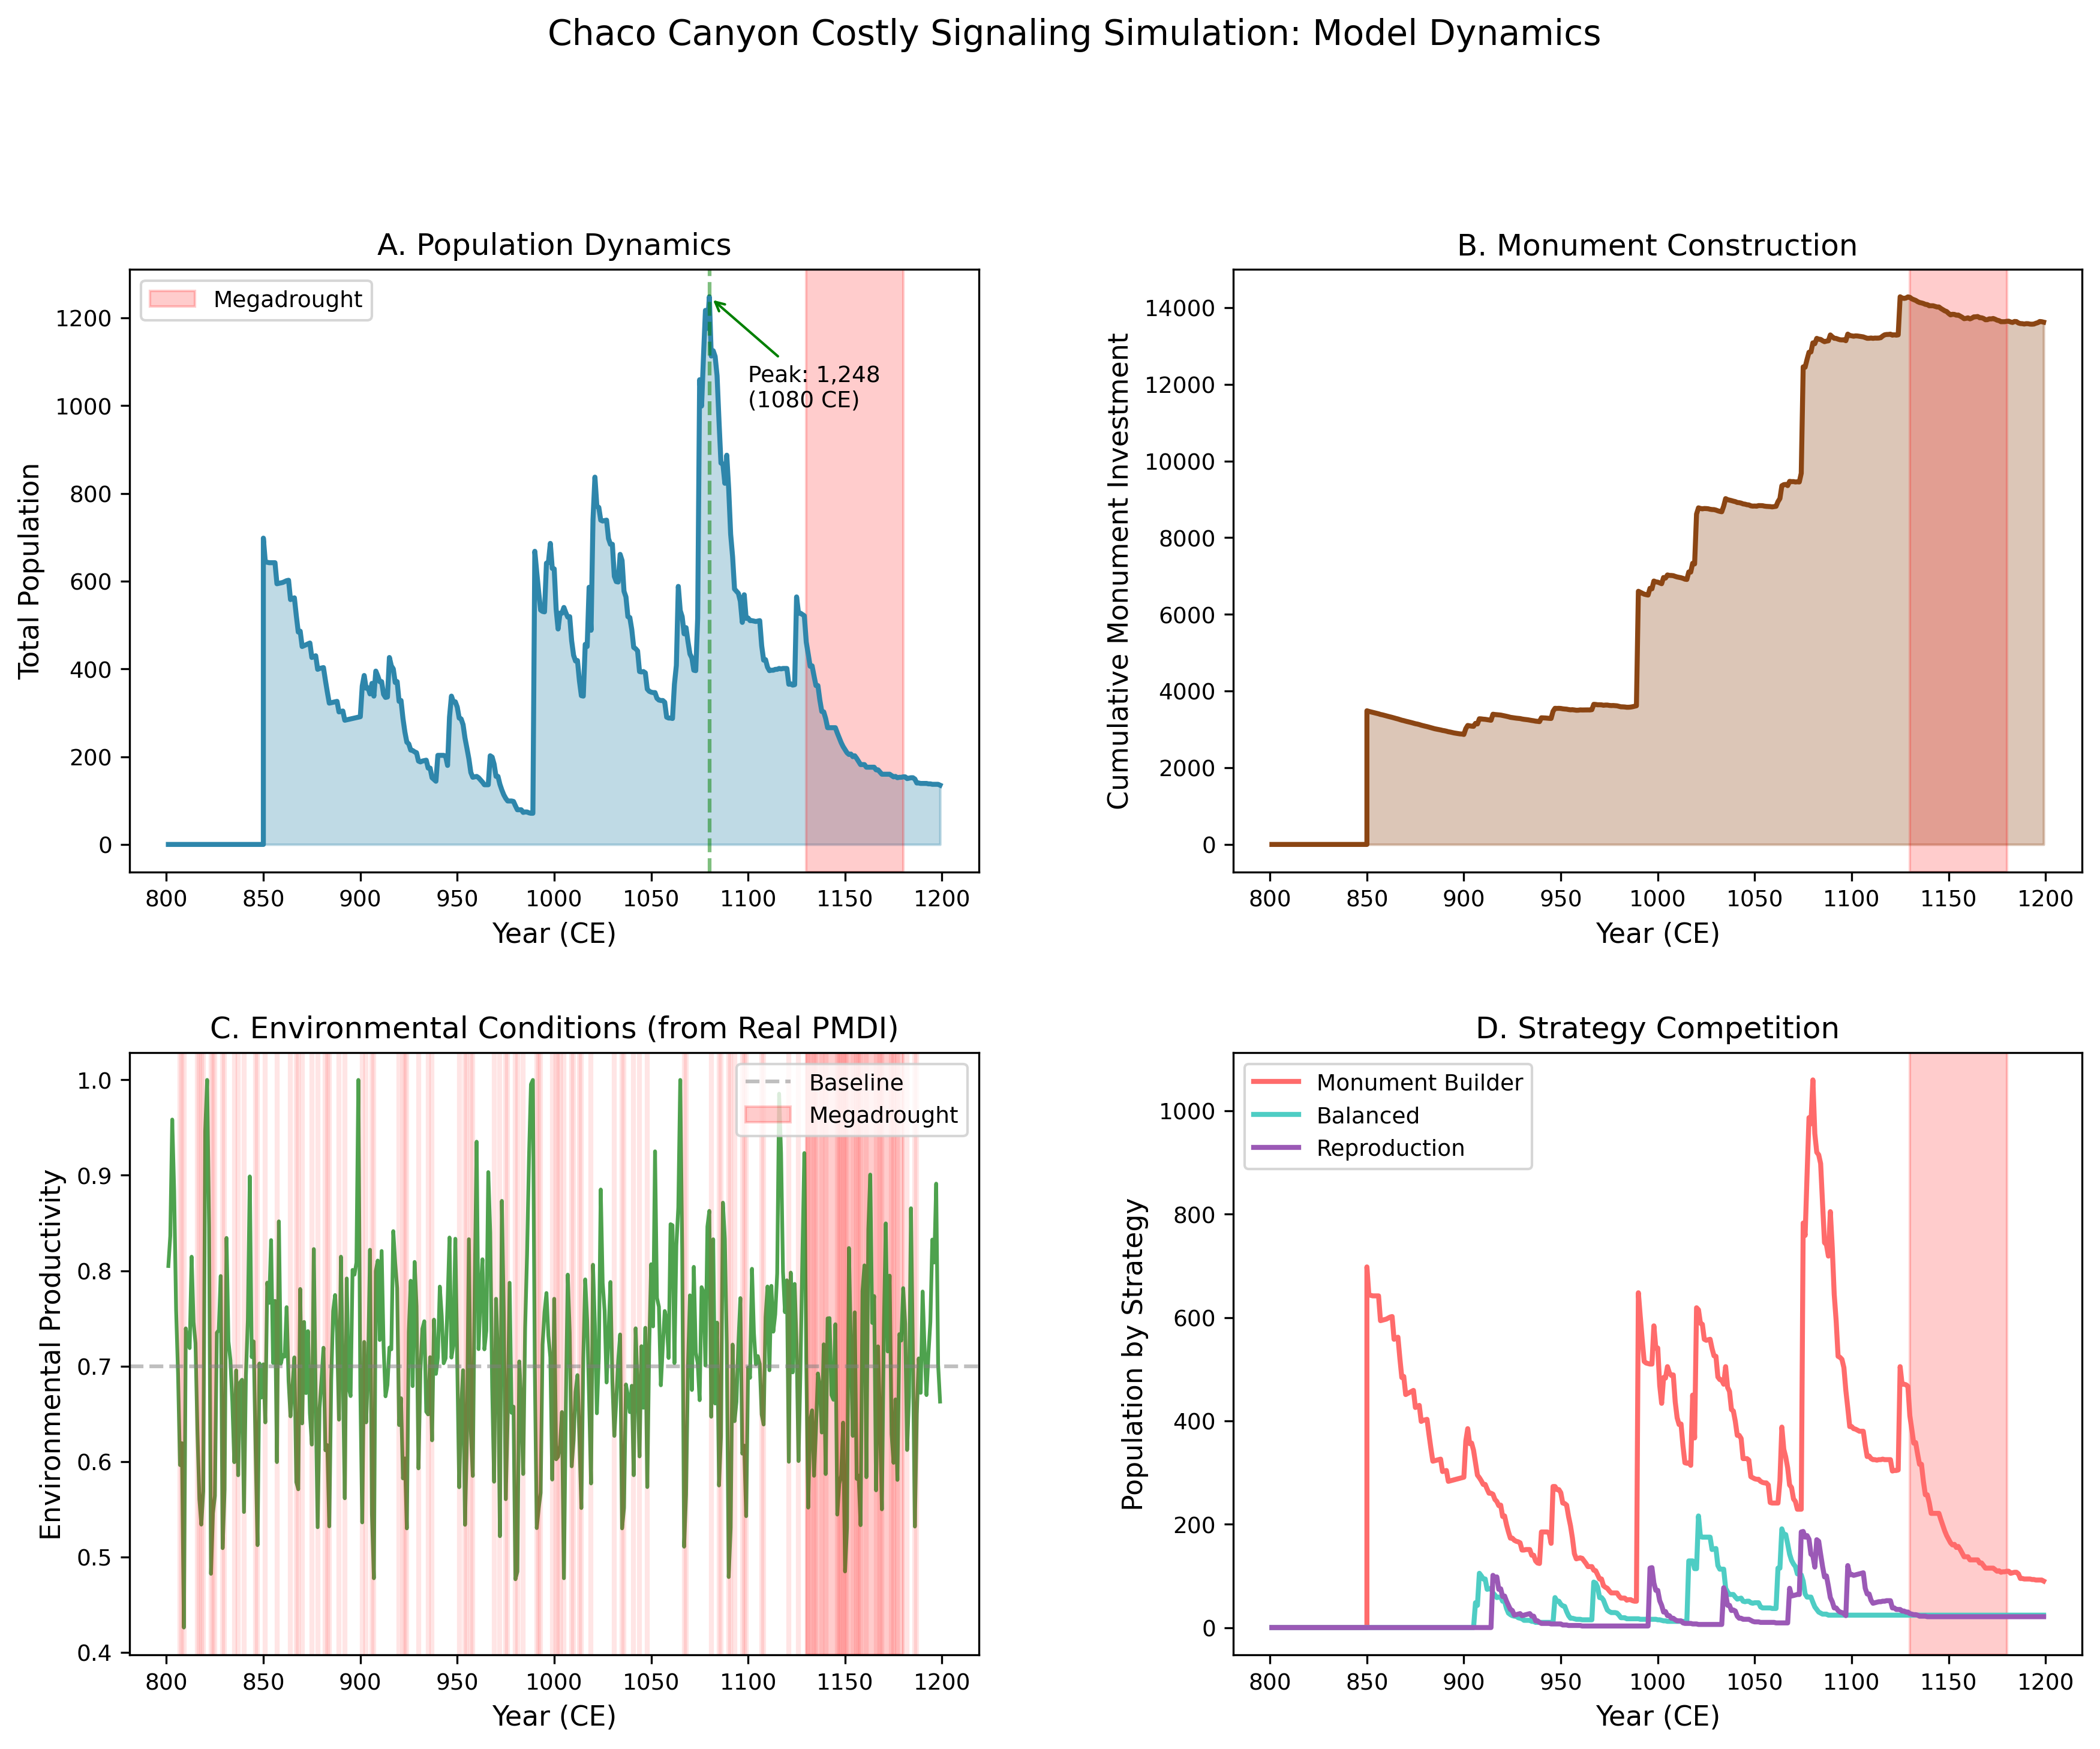 Chaco Canyon Costly Signaling Simulation: Model Dynamics
A. Population Dynamics
Megadrought
Peak: 1,248
(1080 CE)
Total Population
1200
1000
800
600
400
200
0
800 850 900 950 1000 1050 1100 1150 1200
Year (CE)
B. Monument Construction
Cumulative Monument Investment
14000
12000
10000
8000
6000
4000
2000
0
800 850 900 950 1000 1050 1100 1150 1200
Year (CE)
C. Environmental Conditions (from Real PMDI)
Baseline
Megadrought
Environmental Productivity
1.0
0.9
0.8
0.7
0.6
0.5
0.4
800 850 900 950 1000 1050 1100 1150 1200
Year (CE)
D. Strategy Competition
Monument Builder
Balanced
Reproduction
Population by Strategy
1000
800
600
400
200
0
800 850 900 950 1000 1050 1100 1150 1200
Year (CE)